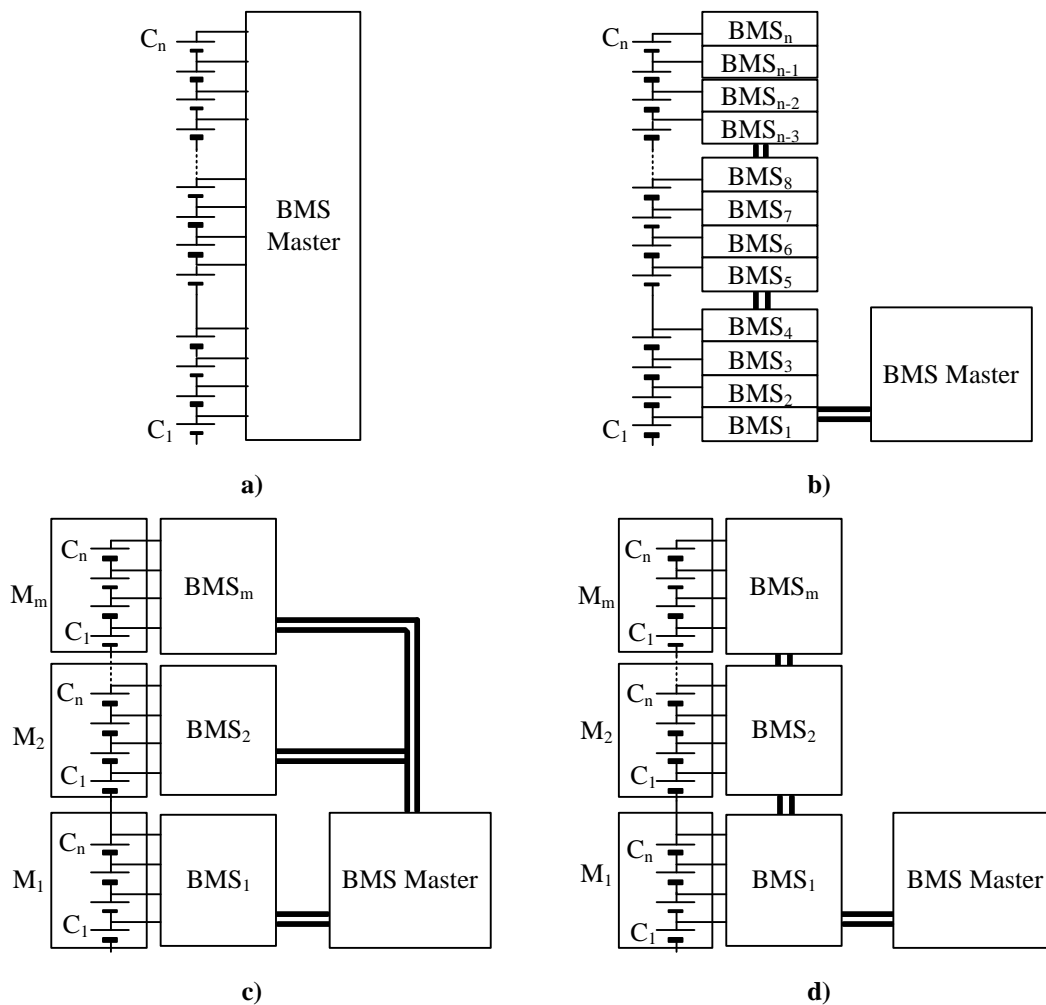 Cₙ
C₁
BMS
Master
a)
Cₙ
C₁
BMSₙ
BMSₙ₋₁
BMSₙ₋₂
BMSₙ₋₃
BMS₈
BMS₇
BMS₆
BMS₅
BMS₄
BMS₃
BMS₂
BMS₁
BMS Master
b)
Mₘ
Cₙ
C₁
BMSₘ
M₂
Cₙ
C₁
BMS₂
M₁
Cₙ
C₁
BMS₁
BMS Master
c)
Mₘ
Cₙ
C₁
BMSₘ
M₂
Cₙ
C₁
BMS₂
M₁
Cₙ
C₁
BMS₁
BMS Master
d)